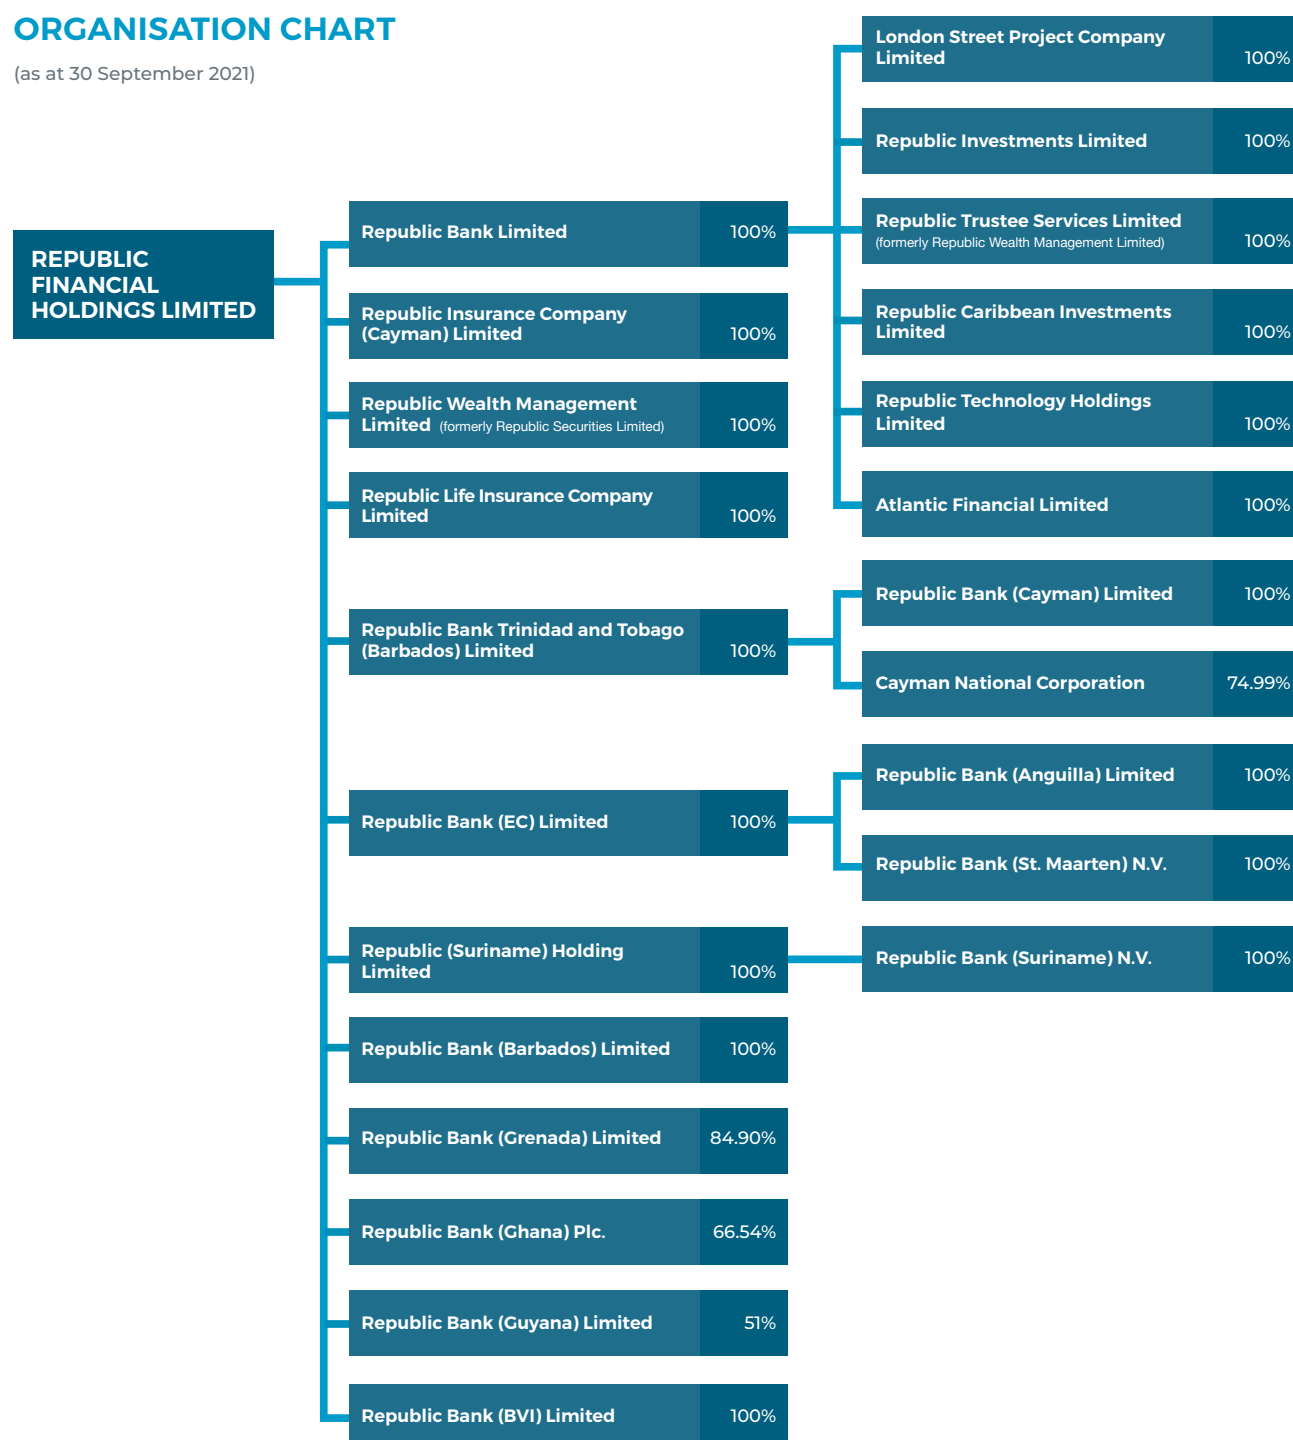 ORGANISATION CHART
(as at 30 September 2021)
REPUBLIC
FINANCIAL
HOLDINGS LIMITED
Republic Bank Limited 100%
Republic Insurance Company
(Cayman) Limited 100%
Republic Wealth Management
Limited (formerly Republic Securities Limited) 100%
Republic Life Insurance Company
Limited 100%
Republic Bank Trinidad and Tobago
(Barbados) Limited 100%
Republic Bank (EC) Limited 100%
Republic (Suriname) Holding
Limited 100%
Republic Bank (Barbados) Limited 100%
Republic Bank (Grenada) Limited 84.90%
Republic Bank (Ghana) Plc. 66.54%
Republic Bank (Guyana) Limited 51%
Republic Bank (BVI) Limited 100%
London Street Project Company
Limited 100%
Republic Investments Limited 100%
Republic Trustee Services Limited
(formerly Republic Wealth Management Limited) 100%
Republic Caribbean Investments
Limited 100%
Republic Technology Holdings
Limited 100%
Atlantic Financial Limited 100%
Republic Bank (Cayman) Limited 100%
Cayman National Corporation 74.99%
Republic Bank (Anguilla) Limited 100%
Republic Bank (St. Maarten) N.V. 100%
Republic Bank (Suriname) N.V. 100%